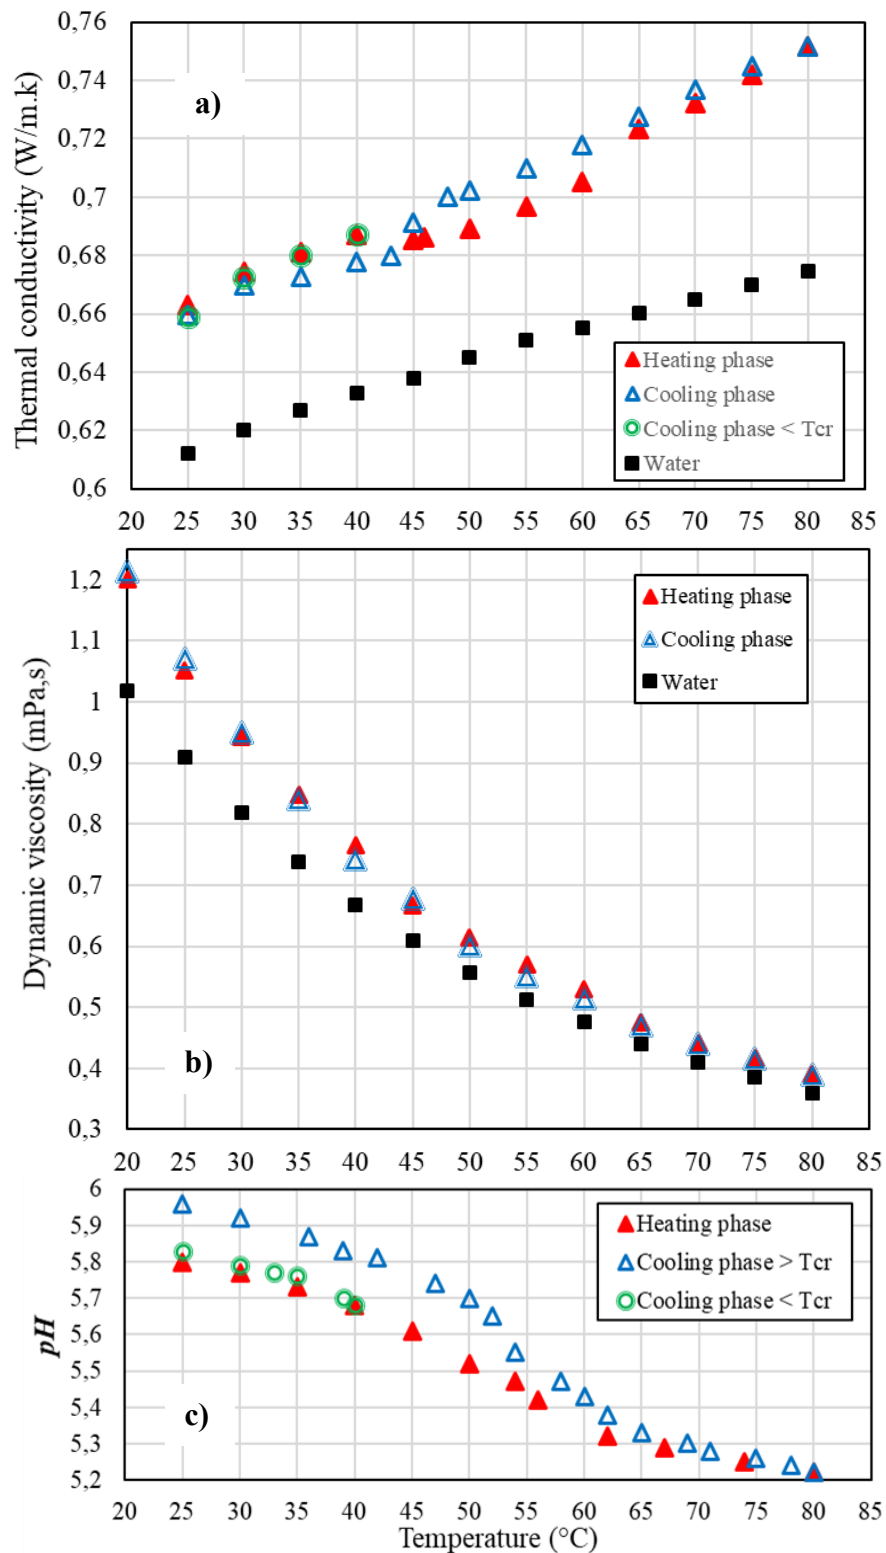 Thermal conductivity (W/m.k)
0,76
0,74
0,72
0,7
0,68
0,66
0,64
0,62
0,6
a)
Heating phase
Cooling phase
Cooling phase < Tcr
Water
20 25 30 35 40 45 50 55 60 65 70 75 80 85
Dynamic viscosity (mPa,s)
1,2
1,1
1
0,9
0,8
0,7
0,6
0,5
0,4
0,3
Heating phase
Cooling phase
Water
b)
20 25 30 35 40 45 50 55 60 65 70 75 80 85
pH
6
5,9
5,8
5,7
5,6
5,5
5,4
5,3
5,2
Heating phase
Cooling phase > Tcr
Cooling phase < Tcr
c)
20 25 30 35 40 45 50 55 60 65 70 75 80 85
Temperature (°C)